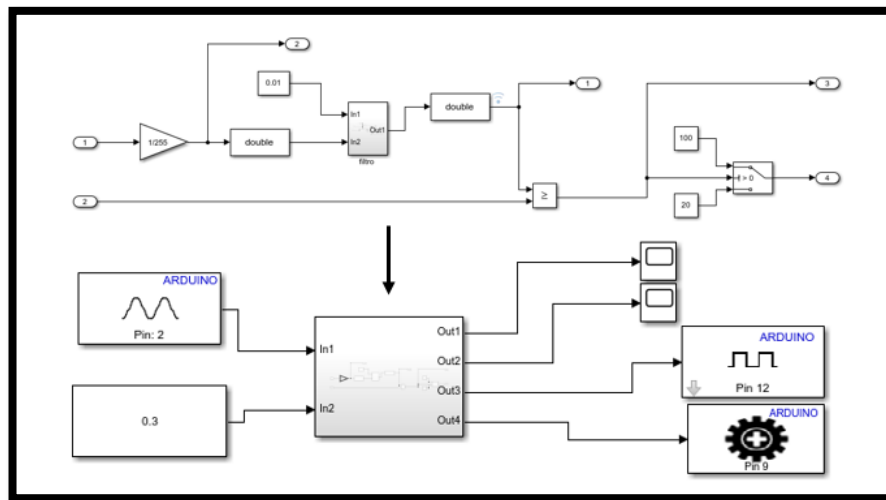 2
0.01
double
1
3
In1
Out1
In2
filtro
1
1/255
double
100
> 0
4
2
≥
20
ARDUINO
Pin: 2
In1
Out1
Out2
ARDUINO
Pin 12
0.3
In2
Out3
Out4
ARDUINO
Pin 9